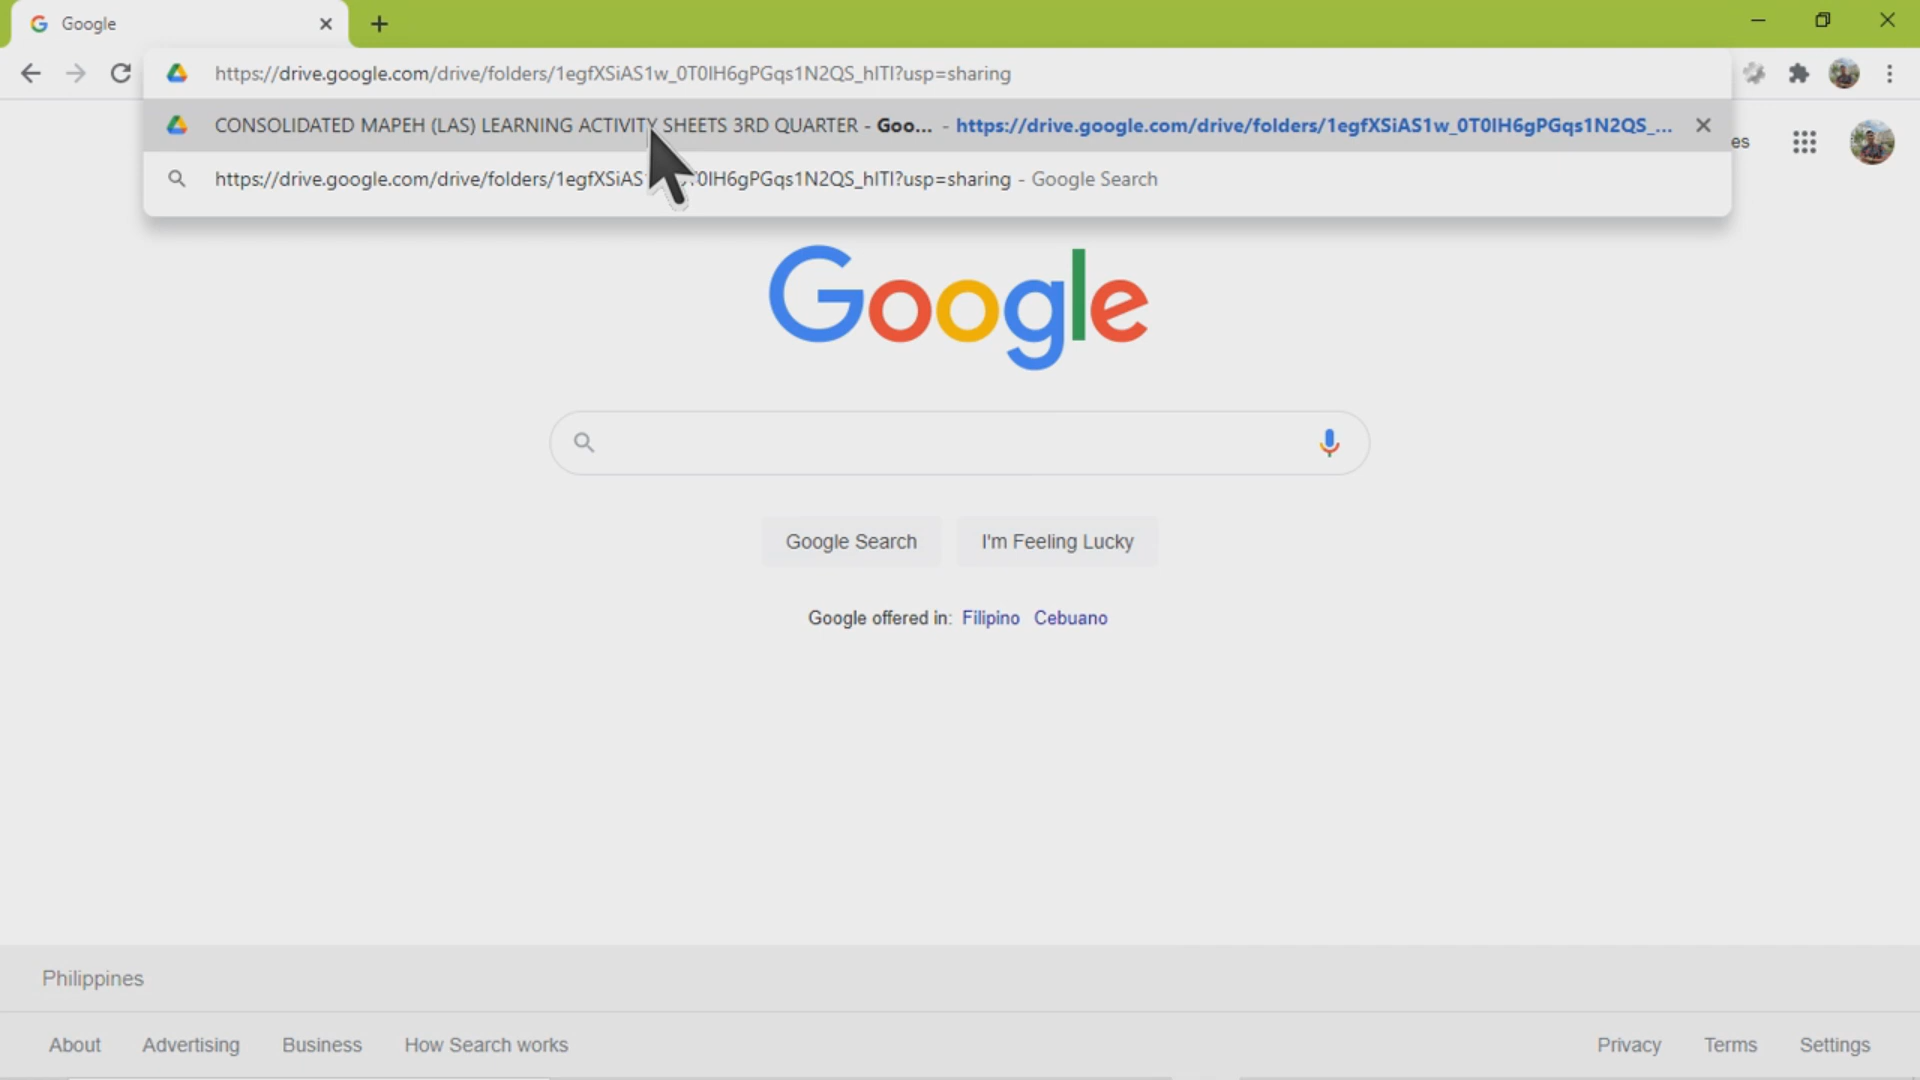 Google
https://drive.google.com/drive/folders/1egfXSiAS1w_0T0IH6gPGqs1N2QS_hITI?usp=sharing
CONSOLIDATED MAPEH (LAS) LEARNING ACTIVITY SHEETS 3RD QUARTER - Goo... - https://drive.google.com/drive/folders/1egfXSiAS1w_0T0IH6gPGqs1N2QS_...
https://drive.google.com/drive/folders/1egfXSiAS 0IH6gPGqs1N2QS_hITI?usp=sharing - Google Search
es
Google
Google Search I'm Feeling Lucky
Google offered in: Filipino Cebuano
Philippines
About Advertising Business How Search works Privacy Terms Settings